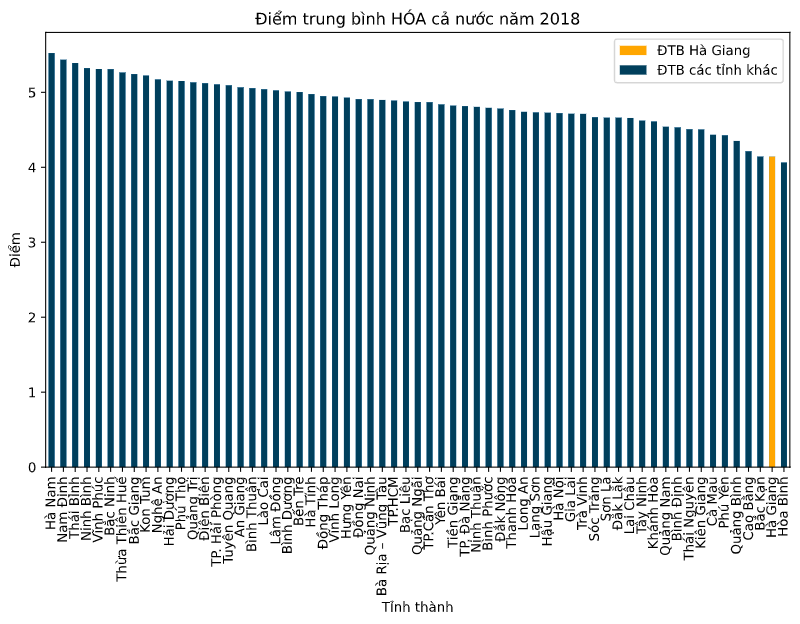 Điểm trung bình HÓA cả nước năm 2018
ĐTB Hà Giang
ĐTB các tỉnh khác
Điểm
5
4
3
2
1
0
Hà Nam
Nam Định
Thái Bình
Ninh Bình
Vĩnh Phúc
Bắc Ninh
Thừa Thiên Huế
Bắc Giang
Kon Tum
Nghệ An
Hải Dương
Phú Thọ
Quảng Trị
Điện Biên
TP. Hải Phòng
Tuyên Quang
An Giang
Bình Thuận
Lào Cai
Lâm Đồng
Bình Dương
Bến Tre
Hà Tĩnh
Đồng Tháp
Vĩnh Long
Hưng Yên
Đồng Nai
Quảng Ninh
Bà Rịa – Vũng Tàu
TP.HCM
Bạc Liêu
Quảng Ngãi
TP.Cần Thơ
Yên Bái
Tiền Giang
TP. Đà Nẵng
Ninh Thuận
Bình Phước
Đắk Nông
Thanh Hoá
Long An
Lạng Sơn
Hậu Giang
Hà Nội
Gia Lai
Trà Vinh
Sóc Trăng
Sơn La
Đắk Lắk
Lai Châu
Tây Ninh
Khánh Hòa
Quảng Nam
Bình Định
Thái Nguyên
Kiên Giang
Cà Mau
Phú Yên
Quảng Bình
Cao Bằng
Bắc Kạn
Hà Giang
Hòa Bình
Tỉnh thành